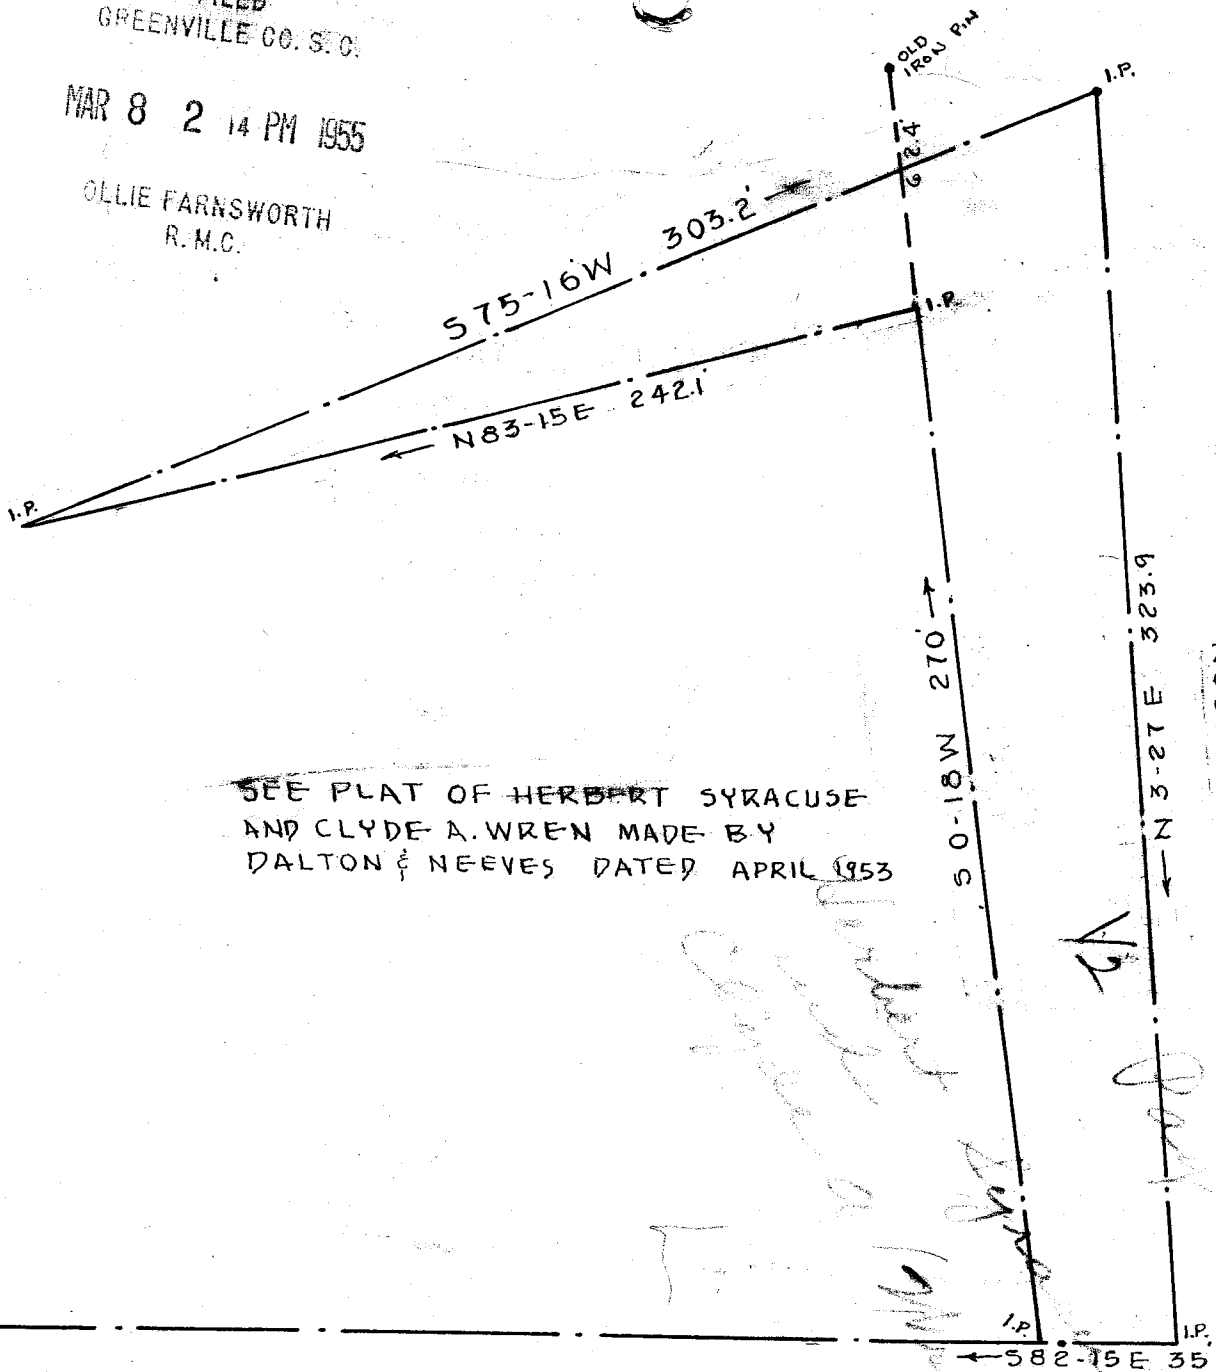 FILED
GREENVILLE CO. S. C.
MAR 8 2 14 PM 1955
OLLIE FARNSWORTH
R. M. C.
OLD
IRON PIN
I.P.
62.4'
S 75-16 W 303.2'
I.P.
N 83-15 E 242.1'
I.P.
S 0-18 W 270'
N 3-27 E 323.9
SEE PLAT OF HERBERT SYRACUSE
AND CLYDE A. WREN MADE BY
DALTON & NEEVES DATED APRIL 1953
I.P.
I.P.
S 82-15 E 35